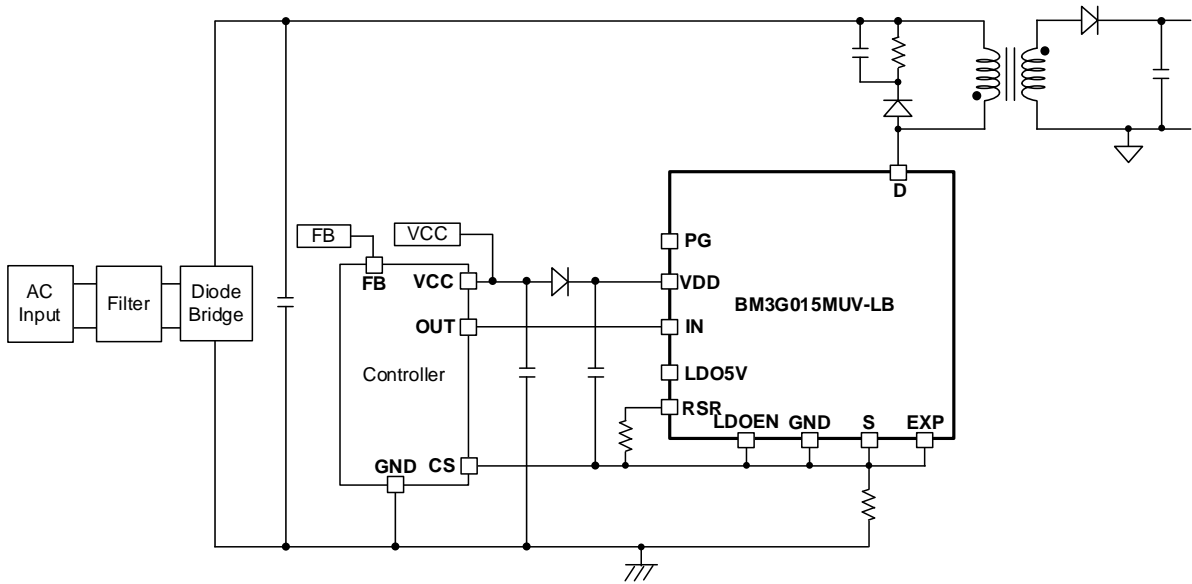 D
PG
FB
VCC
FB
VCC
VDD
BM3G015MUV-LB
AC
Input
Filter
Diode
Bridge
OUT
IN
Controller
LDO5V
RSR
LDOEN
GND
S
EXP
GND
CS